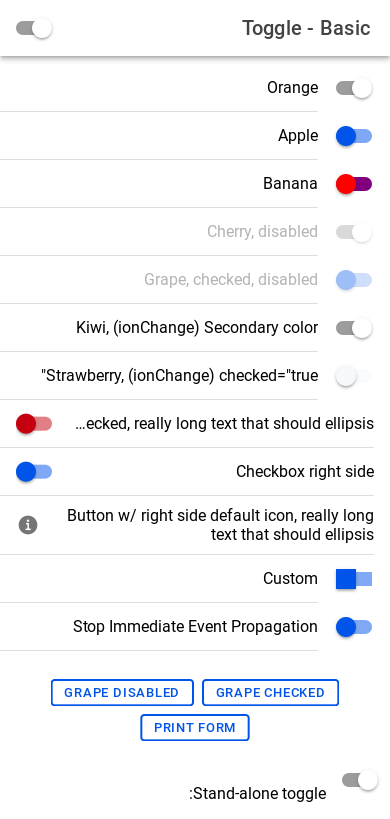 Toggle - Basic
Orange
Apple
Banana
Cherry, disabled
Grape, checked, disabled
Kiwi, (ionChange) Secondary color
"Strawberry, (ionChange) checked="true
...ecked, really long text that should ellipsis
Checkbox right side
Button w/ right side default icon, really long
text that should ellipsis
Custom
Stop Immediate Event Propagation
GRAPE DISABLED
GRAPE CHECKED
PRINT FORM
:Stand-alone toggle